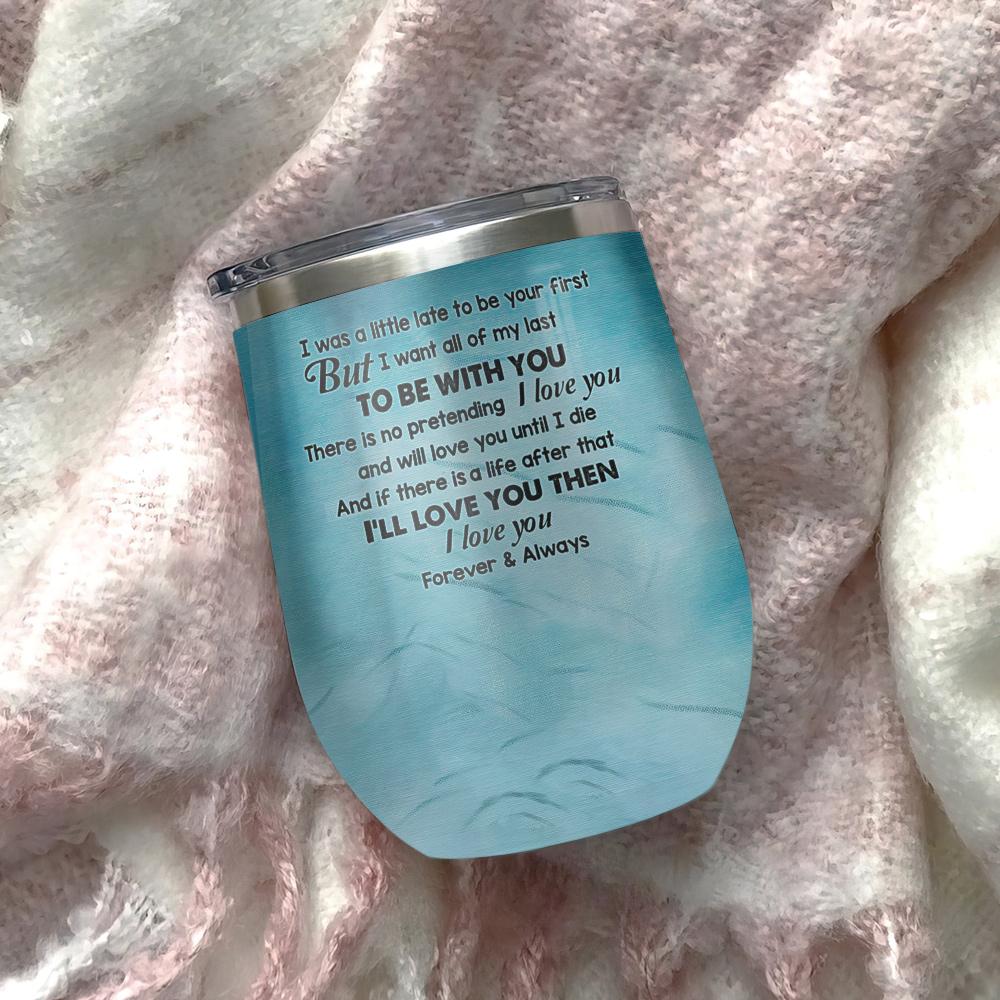 I was a little late to be your first
But I want all of my last
TO BE WITH YOU
There is no pretending I love you
and will love you until I die
And if there is a life after that
I'LL LOVE YOU THEN
I love you
Forever & Always